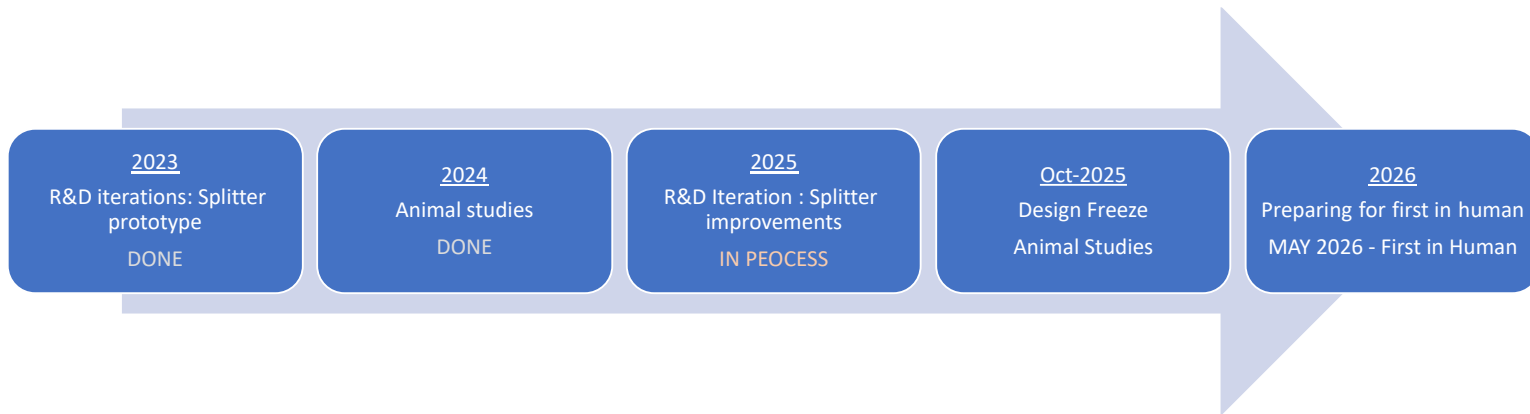 2023
R&D iterations: Splitter
prototype
DONE
2024
Animal studies
DONE
2025
R&D Iteration : Splitter
improvements
IN PEOCESS
Oct-2025
Design Freeze
Animal Studies
2026
Preparing for first in human
MAY 2026 - First in Human